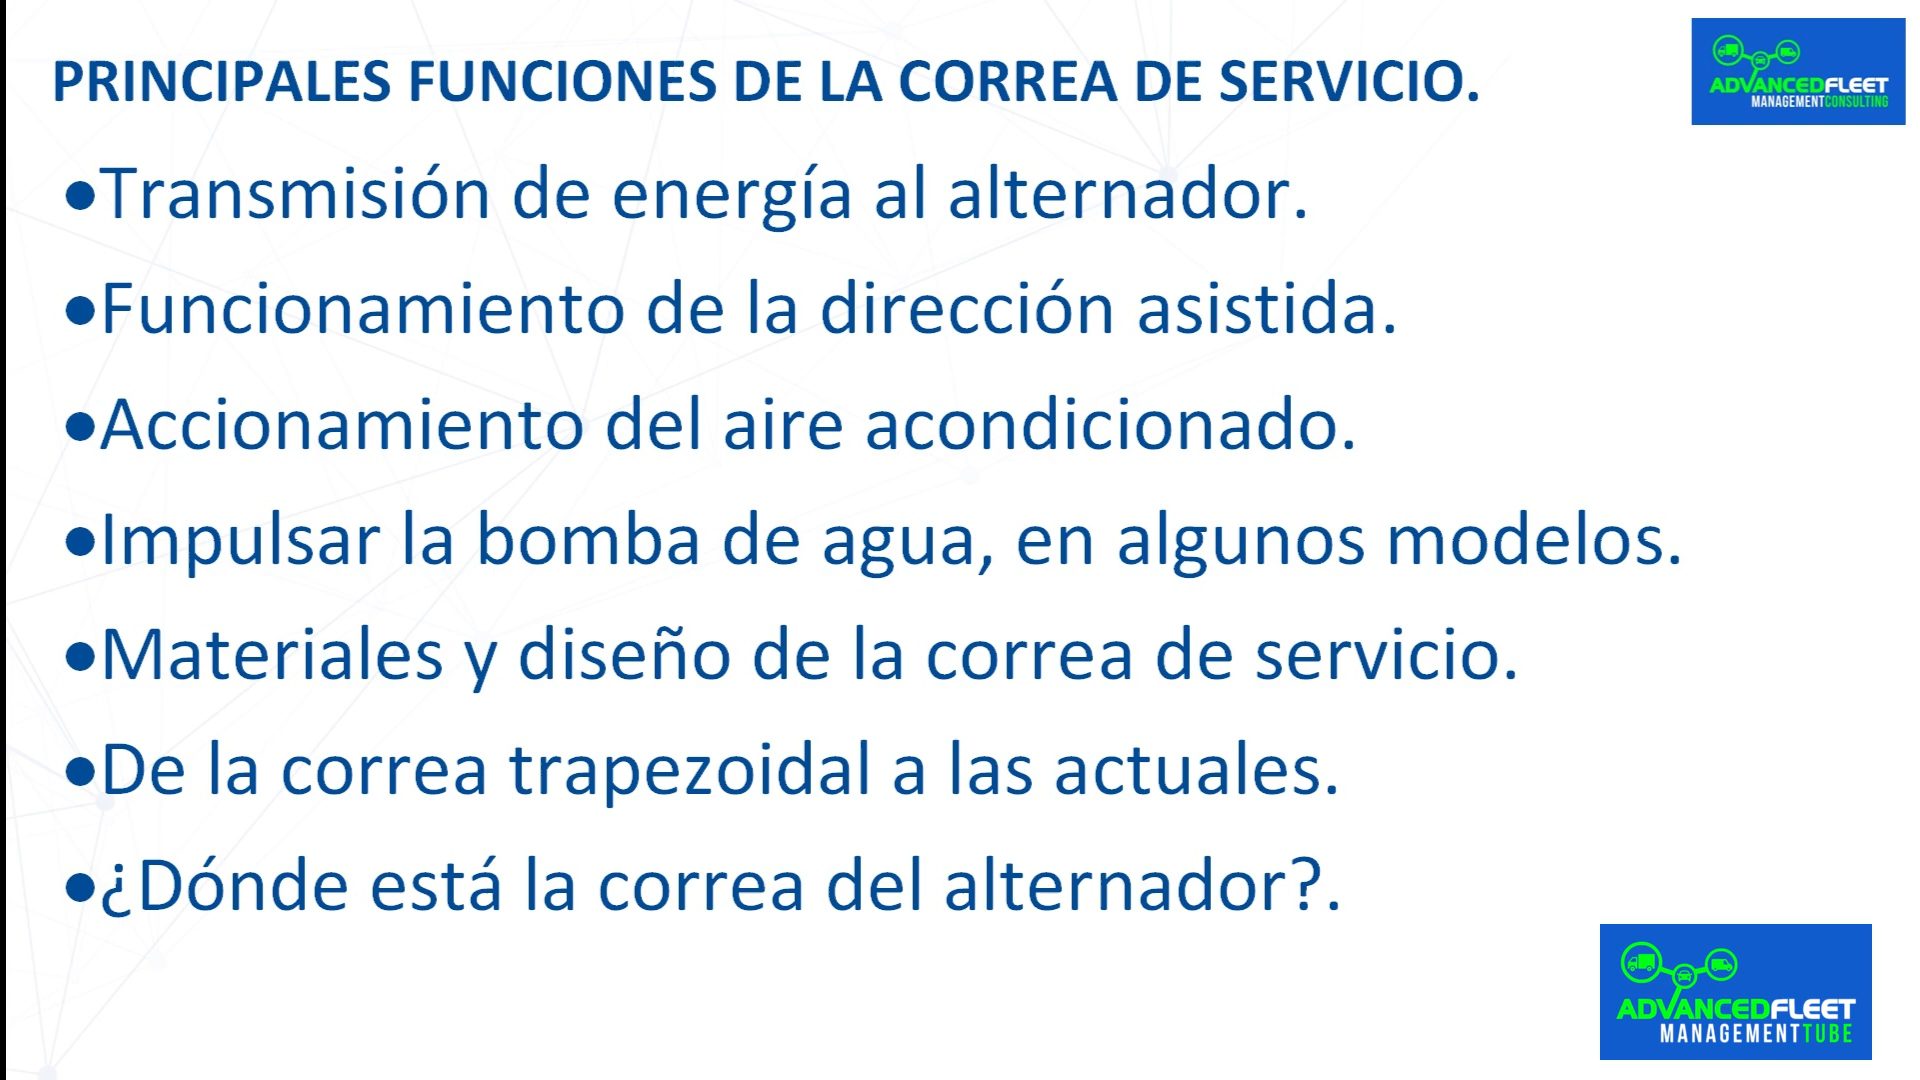 PRINCIPALES FUNCIONES DE LA CORREA DE SERVICIO.
ADVANCEDFLEET
MANAGEMENTCONSULTING
•Transmisión de energía al alternador.
•Funcionamiento de la dirección asistida.
•Accionamiento del aire acondicionado.
•Impulsar la bomba de agua, en algunos modelos.
•Materiales y diseño de la correa de servicio.
•De la correa trapezoidal a las actuales.
•¿Dónde está la correa del alternador?.
ADVANCEDFLEET
MANAGEMENTTUBE